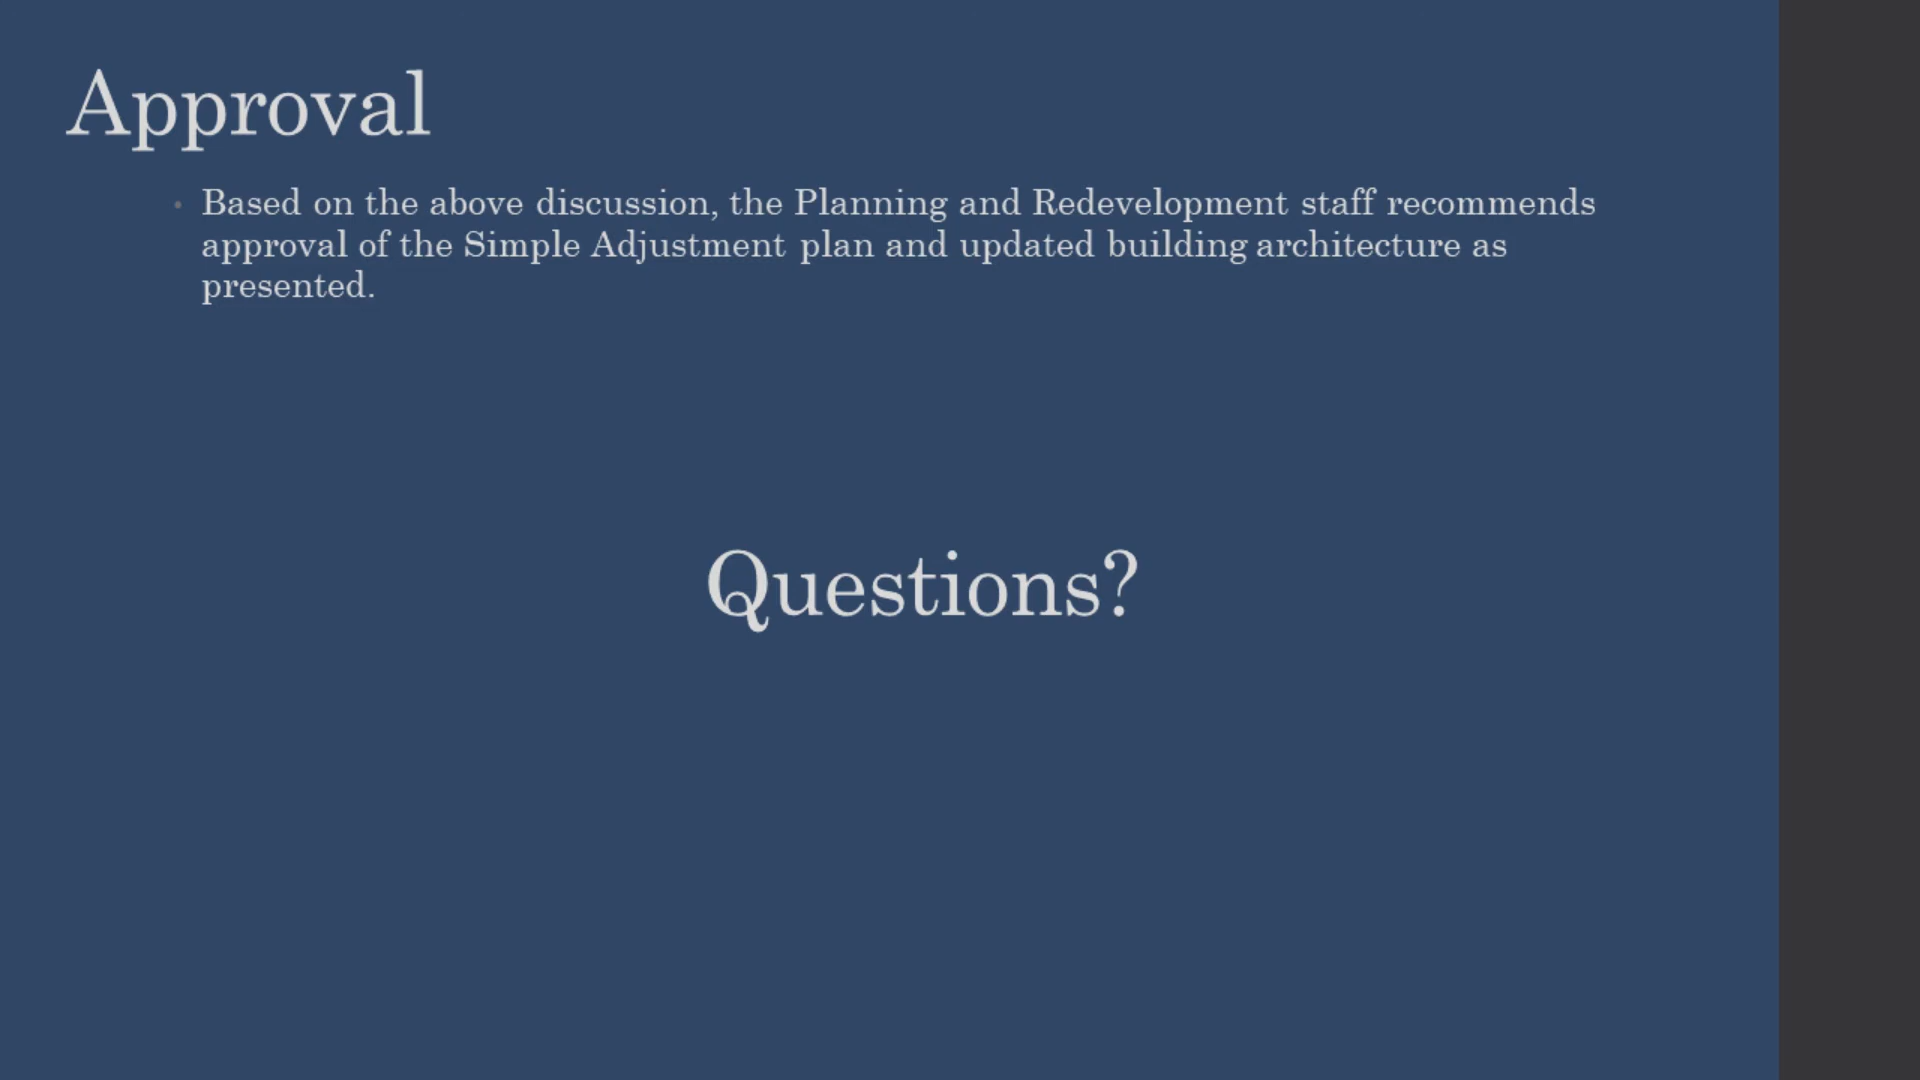 Approval
• Based on the above discussion, the Planning and Redevelopment staff recommends
approval of the Simple Adjustment plan and updated building architecture as
presented.
Questions?